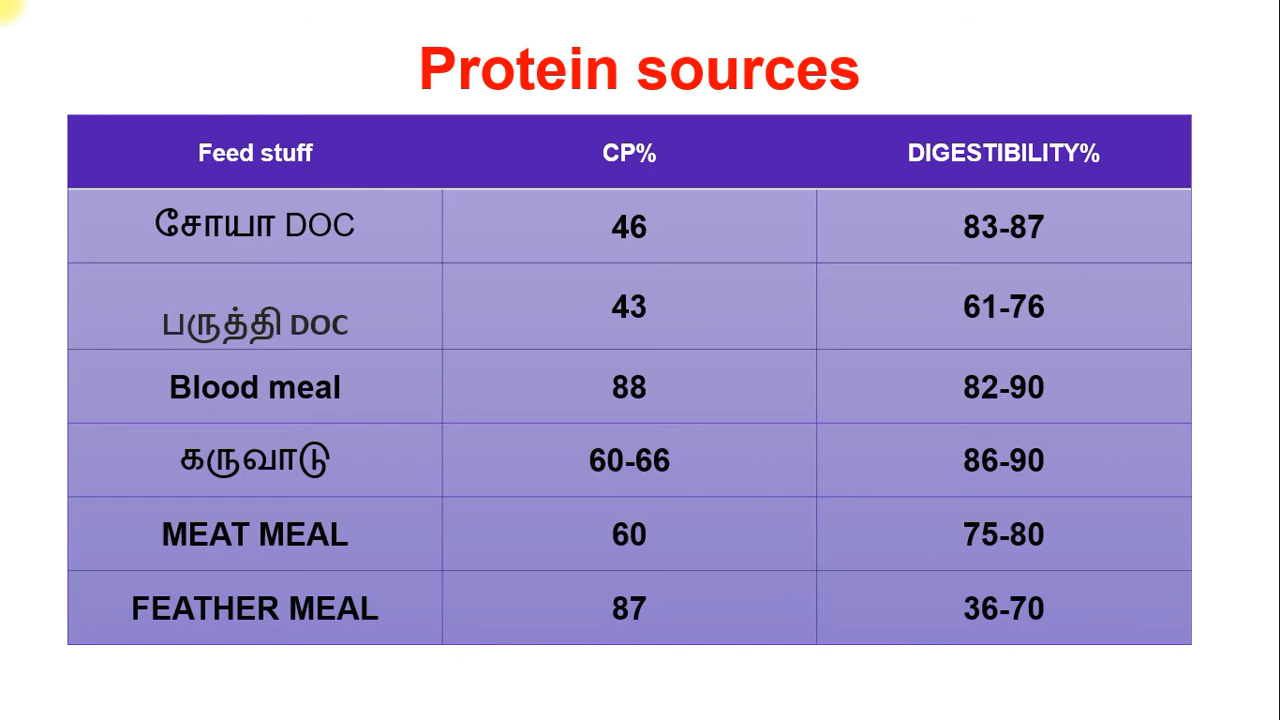 Protein sources
Feed stuff CP% DIGESTIBILITY%
சோயா DOC 46 83-87
பருத்தி DOC 43 61-76
Blood meal 88 82-90
கருவாடு 60-66 86-90
MEAT MEAL 60 75-80
FEATHER MEAL 87 36-70